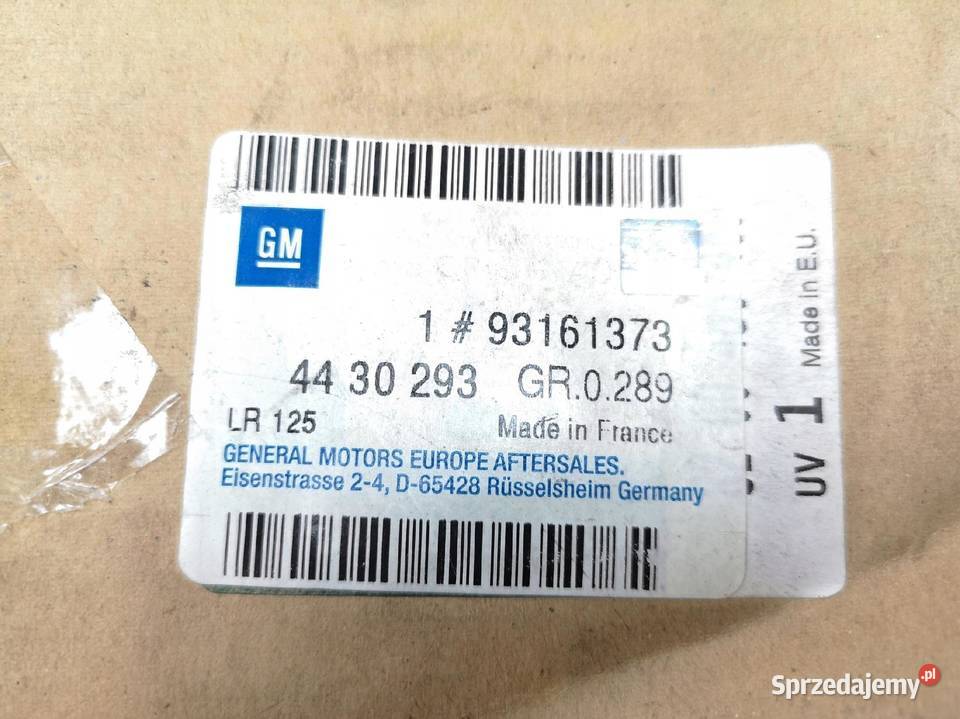 GM
1 # 93161373
44 30 293 GR.0.289
LR 125 Made in France
GENERAL MOTORS EUROPE AFTERSALES.
Eisenstrasse 2-4, D-65428 Rüsselsheim Germany
UV 1 Made in E.U.
Sprzedajemy.pl